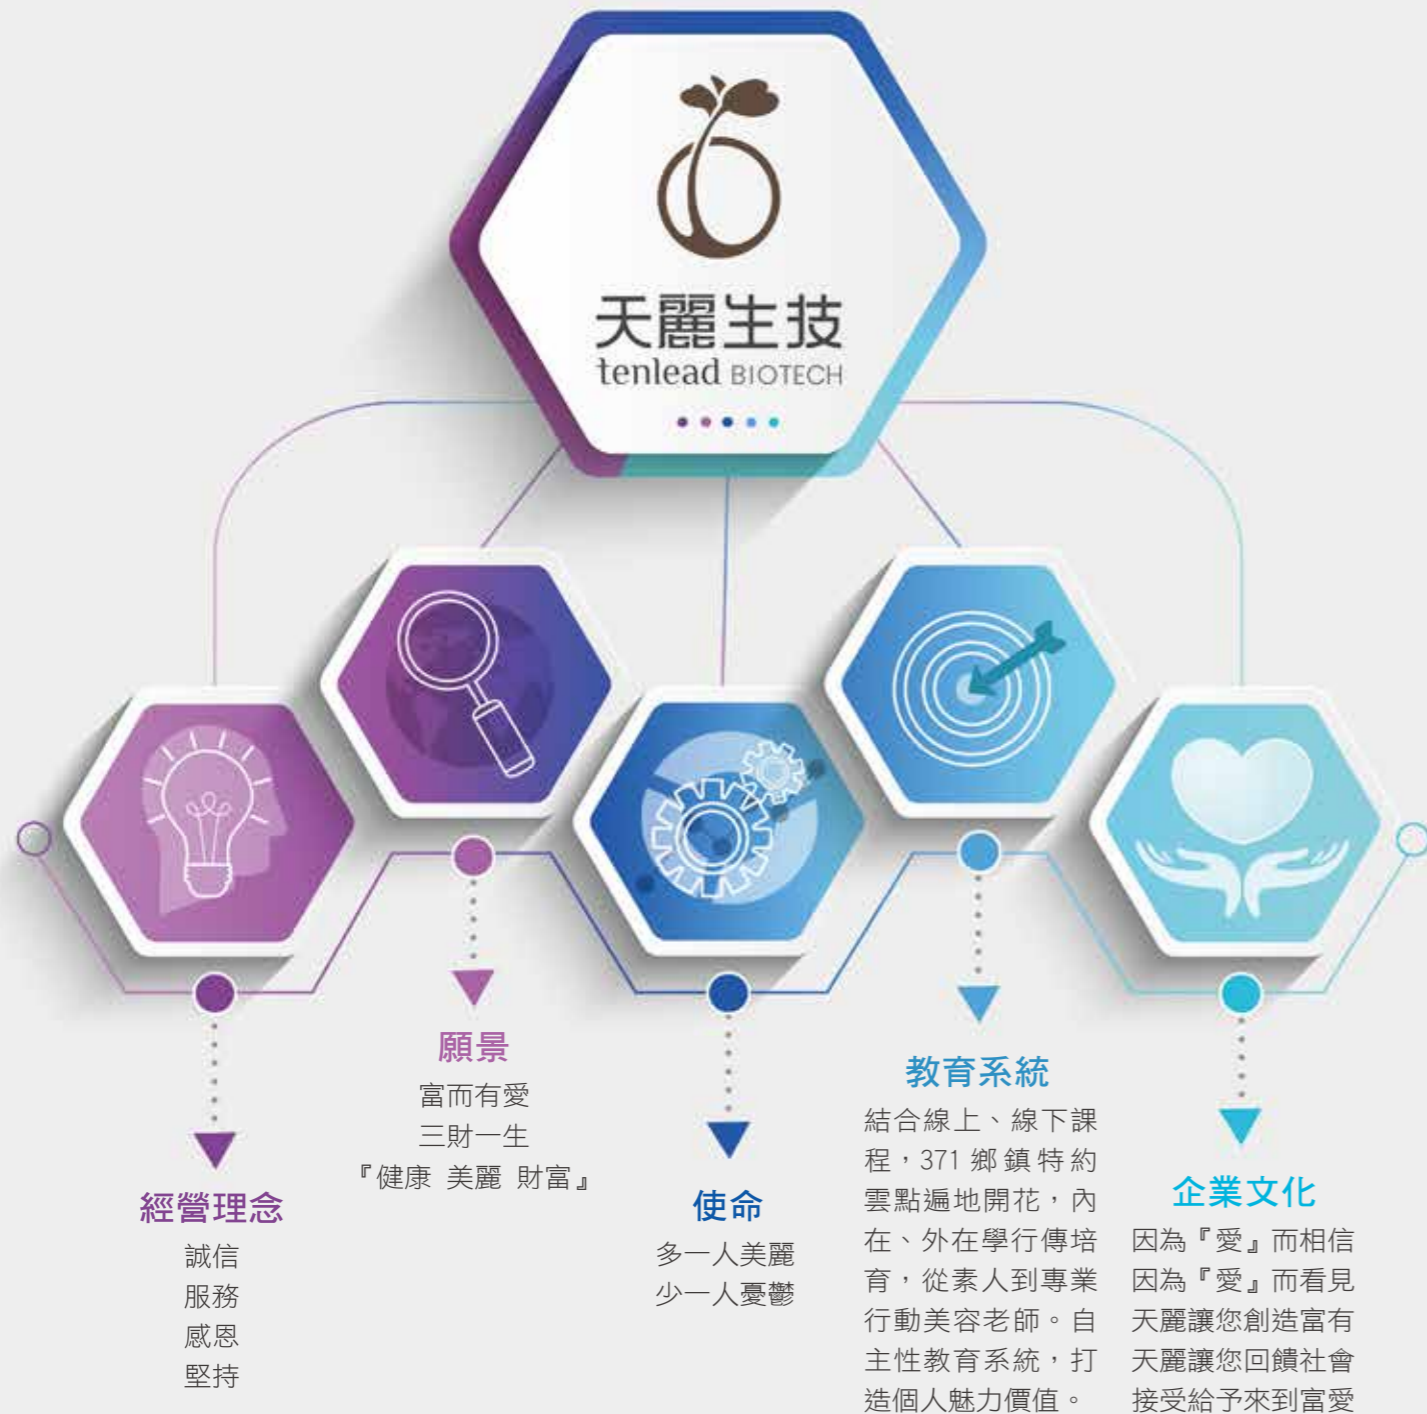 天麗生技
tenlead BIOTECH
經營理念
誠信
服務
感恩
堅持
願景
富而有愛
三財一生
『健康 美麗 財富』
使命
多一人美麗
少一人憂鬱
教育系統
結合線上、線下課
程，371 鄉鎮特約
雲點遍地開花，內
在、外在學行傳培
育，從素人到專業
行動美容老師。自
主性教育系統，打
造個人魅力價值。
企業文化
因為『愛』而相信
因為『愛』而看見
天麗讓您創造富有
天麗讓您回饋社會
接受給予來到富愛